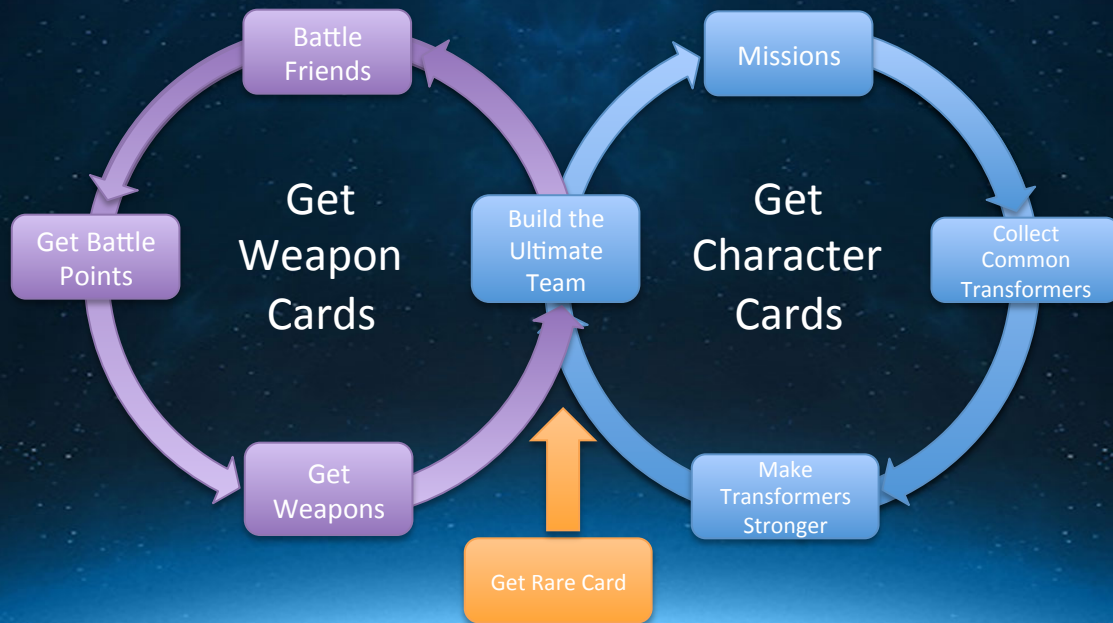 Battle
Friends
Missions
Get
Weapon
Cards
Get
Character
Cards
Get Battle
Points
Build the
Ultimate
Team
Collect
Common
Transformers
Get
Weapons
Make
Transformers
Stronger
Get Rare Card